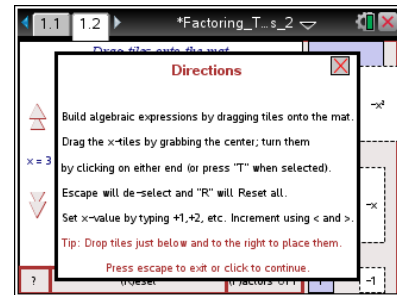 1.1 1.2 *Factoring_T...s_2
Drag tiles onto the mat
Directions
-x²
Build algebraic expressions by dragging tiles onto the mat.
Drag the x-tiles by grabbing the center; turn them
x = 3
by clicking on either end (or press "T" when selected).
Escape will de-select and "R" will Reset all.
-x
Set x-value by typing +1,+2, etc. Increment using < and >.
Tip: Drop tiles just below and to the right to place them.
Press escape to exit or click to continue.
? (R)eset (F)actors Off -1